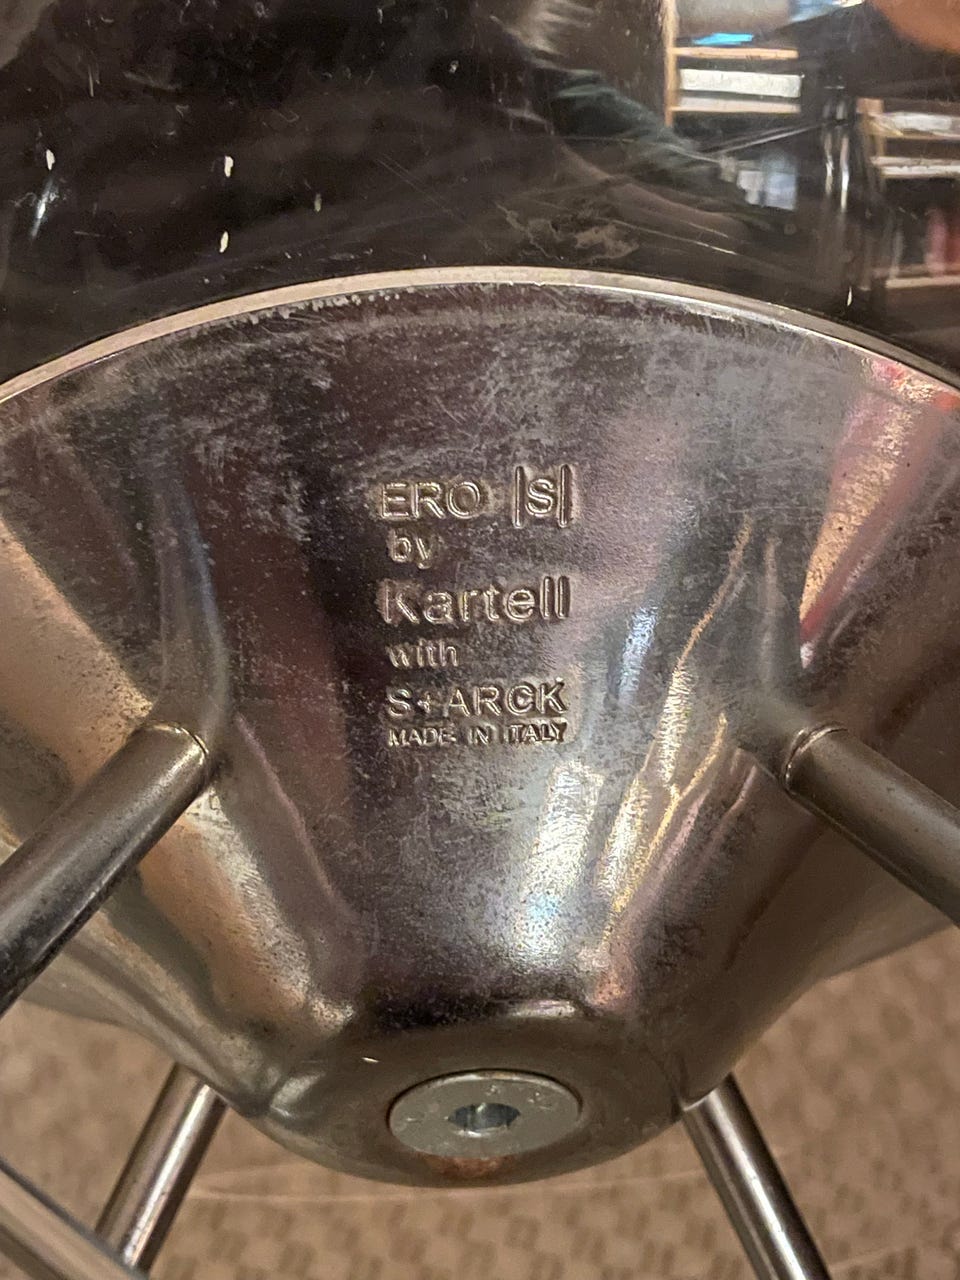 ERO |S|
by
Kartell
with
S+ARCK
MADE IN ITALY